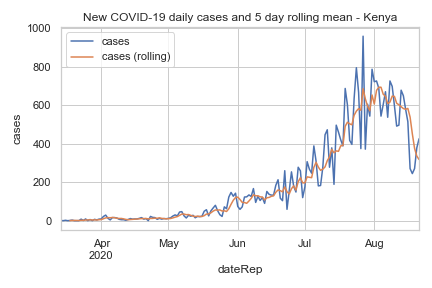 New COVID-19 daily cases and 5 day rolling mean - Kenya
cases
cases (rolling)
1000
800
600
400
200
0
cases
Apr
2020
May
Jun
Jul
Aug
dateRep